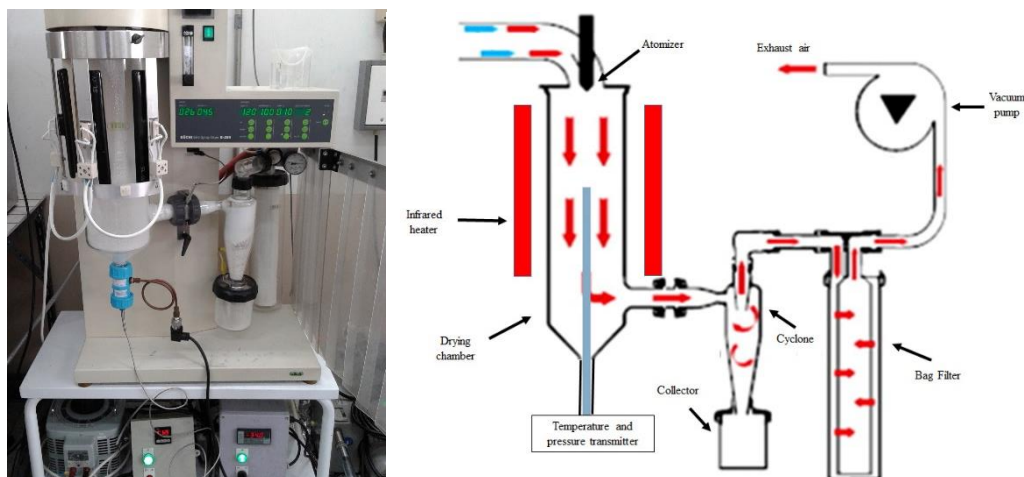 Atomizer
Exhaust air
Vacuum
pump
Infrared
heater
Drying
chamber
Cyclone
Bag Filter
Collector
Temperature and
pressure transmitter